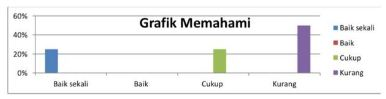 Grafik Memahami
60%
40%
20%
0%
Baik sekali Baik Cukup Kurang
Baik sekali
Baik
Cukup
Kurang